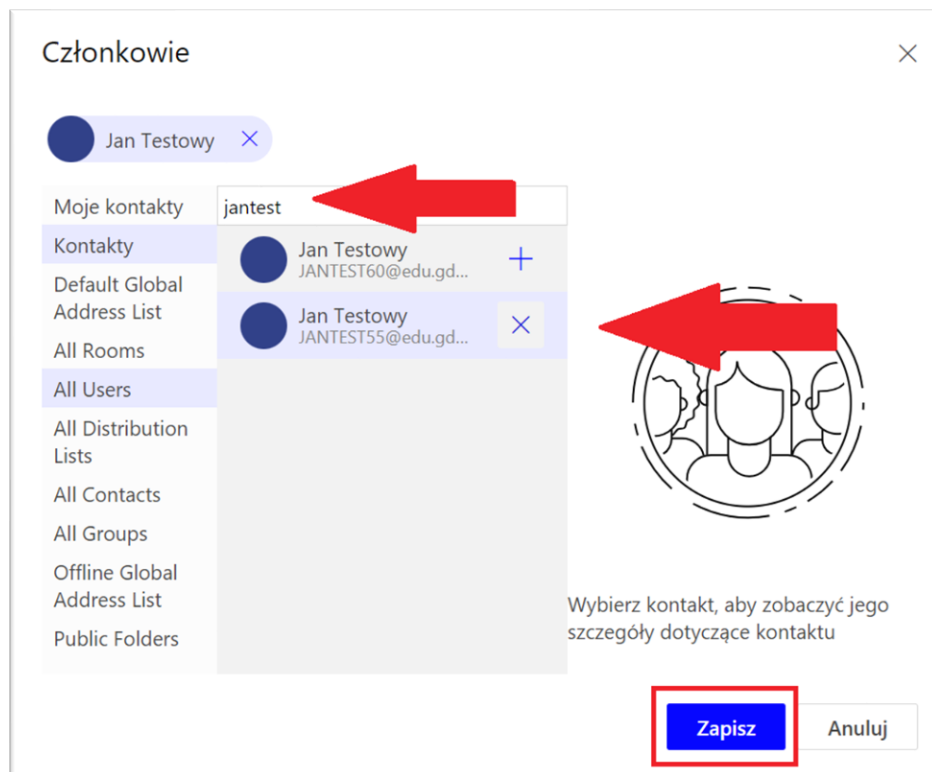 Członkowie
Jan Testowy
Moje kontakty
Kontakty
Default Global
Address List
All Rooms
All Users
All Distribution
Lists
All Contacts
All Groups
Offline Global
Address List
Public Folders
jantest
Jan Testowy
JANTEST60@edu.gd...
Jan Testowy
JANTEST55@edu.gd...
Wybierz kontakt, aby zobaczyć jego
szczegóły dotyczące kontaktu
Zapisz
Anuluj